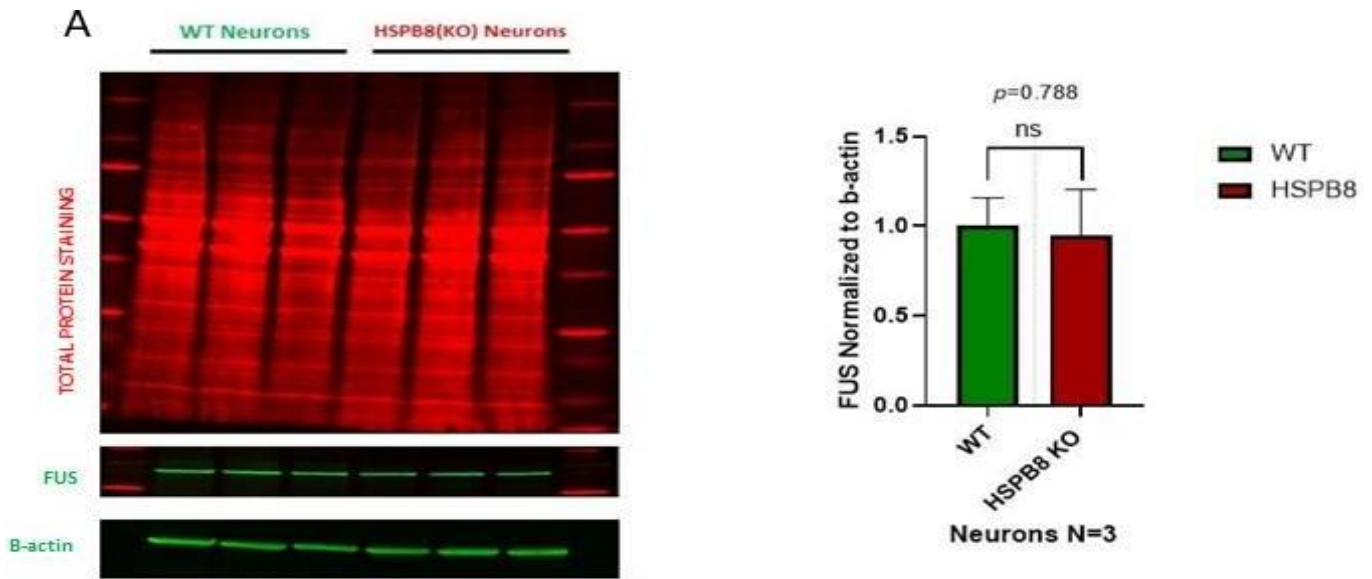 A
WT Neurons
HSPB8(KO) Neurons
TOTAL PROTEIN STAINING
FUS
B-actin
p=0.788
ns
1.5
1.0
0.5
0.0
FUS Normalized to b-actin
WT
HSPB8 KO
Neurons N=3
WT
HSPB8